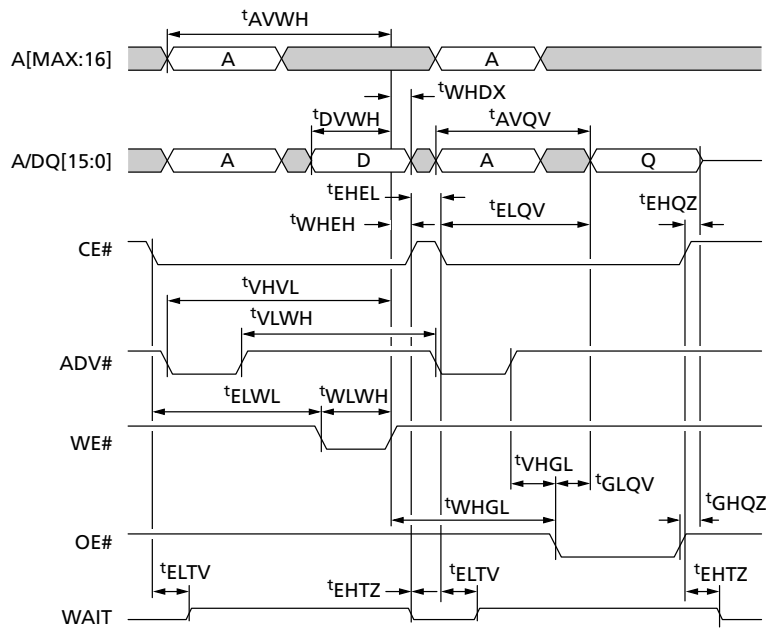 tAVWH
A[MAX:16]
A
A
tWHDX
tDVWH
tAVQV
A/DQ[15:0]
A
D
A
Q
tEHEL
tELQV
tEHQZ
tWHEH
CE#
tVHVL
tVLWH
ADV#
tELWL
tWLWH
WE#
tVHGL
tGLQV
tWHGL
tGHQZ
OE#
tELTV
tEHTZ
tELTV
tEHTZ
WAIT